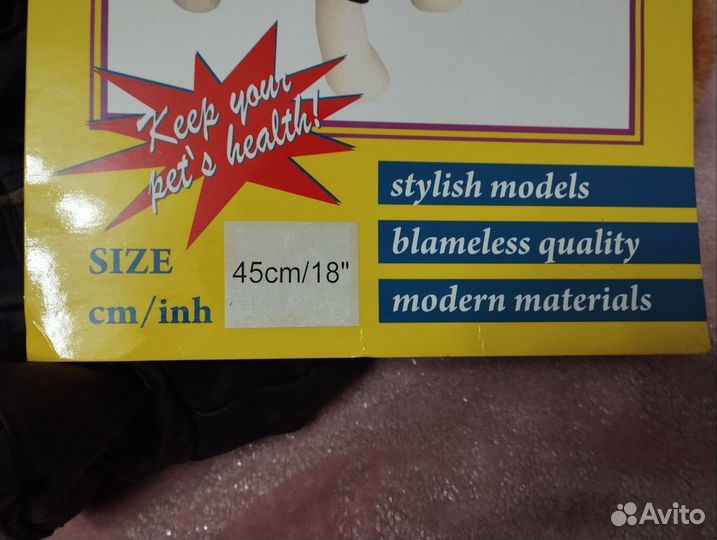 Keep your
pet's health!
stylish models
SIZE
cm/inh
45cm/18"
blameless quality
modern materials
Avito